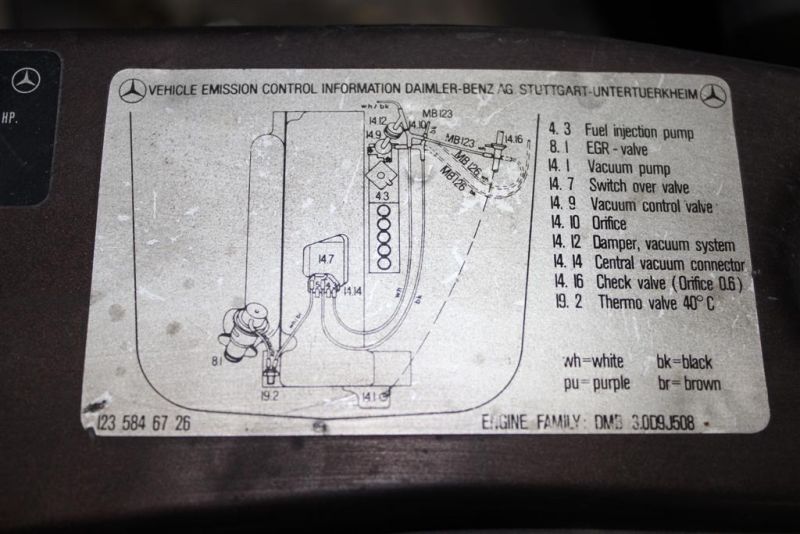 HP.
VEHICLE EMISSION CONTROL INFORMATION DAIMLER-BENZ AG. STUTTGART-UNTERTUERKHEIM
wh/bk
MB123
14.12
14.10
14.9
MB123
14.16
MB126
MB126
4.3
14.7
14.14
wh
bk
wh/br
8.1
19.2
14.1
4. 3 Fuel injection pump
8. 1 EGR-valve
14. 1 Vacuum pump
14. 7 Switch over valve
14. 9 Vacuum control valve
14. 10 Orifice
14. 12 Damper, vacuum system
14. 14 Central vacuum connector
14. 16 Check valve (Orifice 0.6)
19. 2 Thermo valve 40°C
wh=white bk=black
pu=purple br=brown
123 584 67 26
ENGINE FAMILY: DMB 3.0D9J508